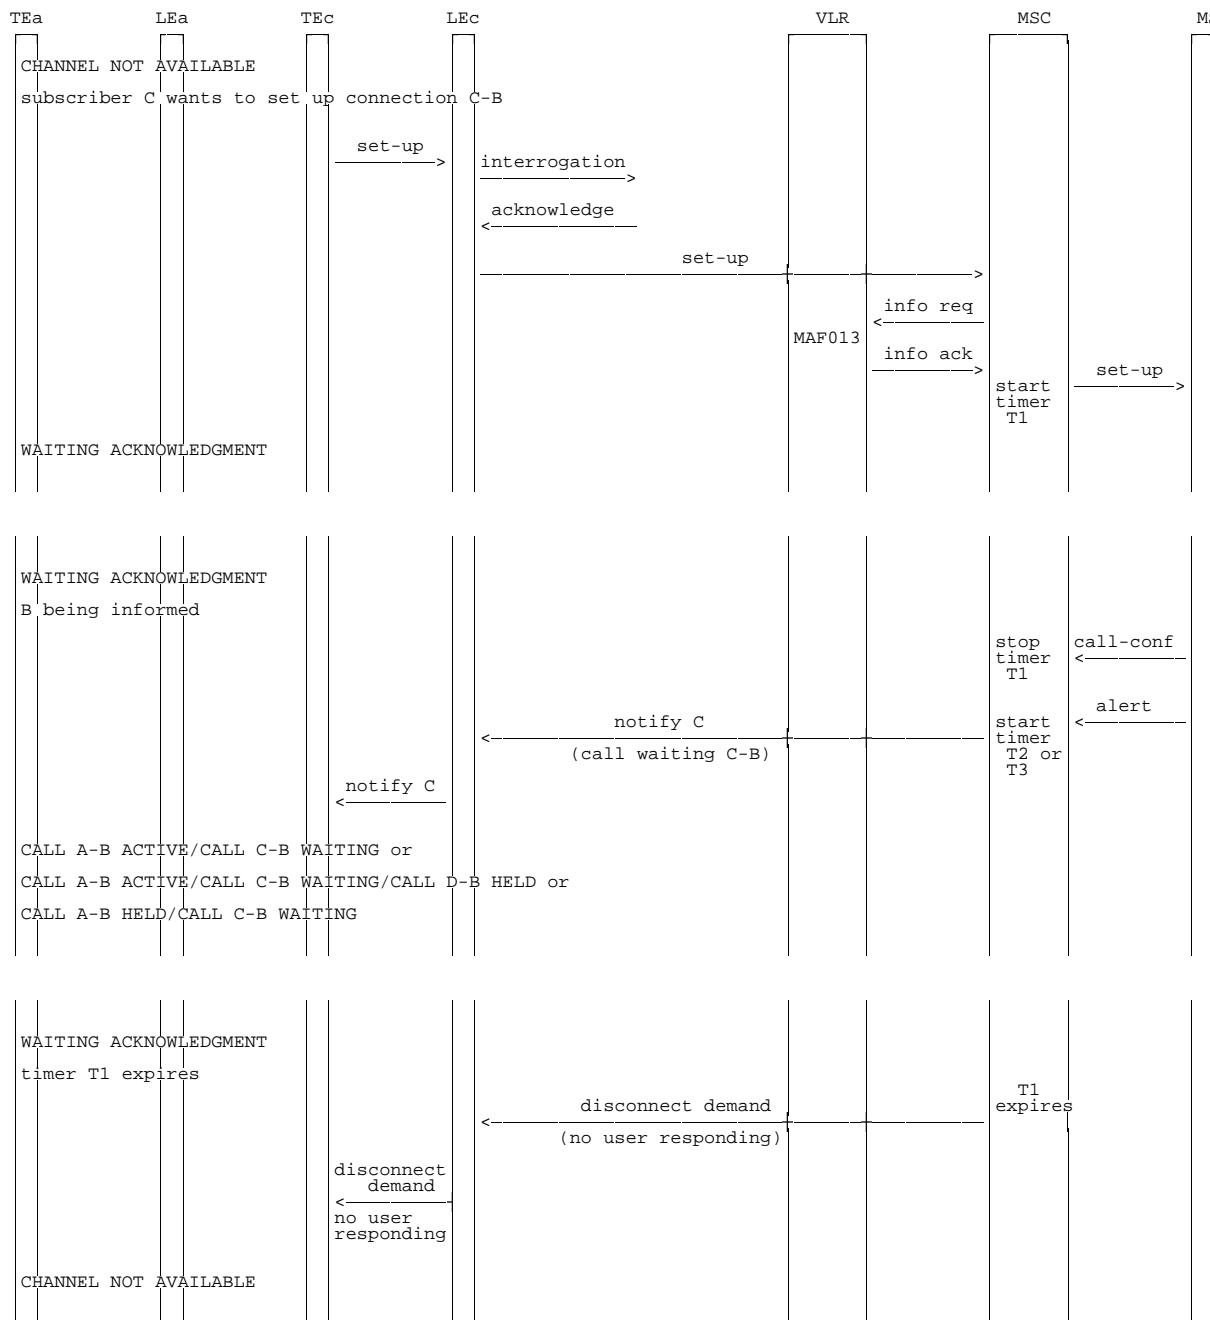 TEa LEa TEc LEc VLR MSC
CHANNEL NOT AVAILABLE
subscriber C wants to set up connection C-B
set-up
interrogation
acknowledge
set-up
info req
MAF013
info ack
set-up
start
timer
T1
WAITING ACKNOWLEDGMENT
WAITING ACKNOWLEDGMENT
B being informed
stop
timer
T1
call-conf
alert
notify C
(call waiting C-B)
start
timer
T2 or
T3
notify C
CALL A-B ACTIVE/CALL C-B WAITING or
CALL A-B ACTIVE/CALL C-B WAITING/CALL D-B HELD or
CALL A-B HELD/CALL C-B WAITING
WAITING ACKNOWLEDGMENT
timer T1 expires
T1
expires
disconnect demand
(no user responding)
disconnect
demand
no user
responding
CHANNEL NOT AVAILABLE